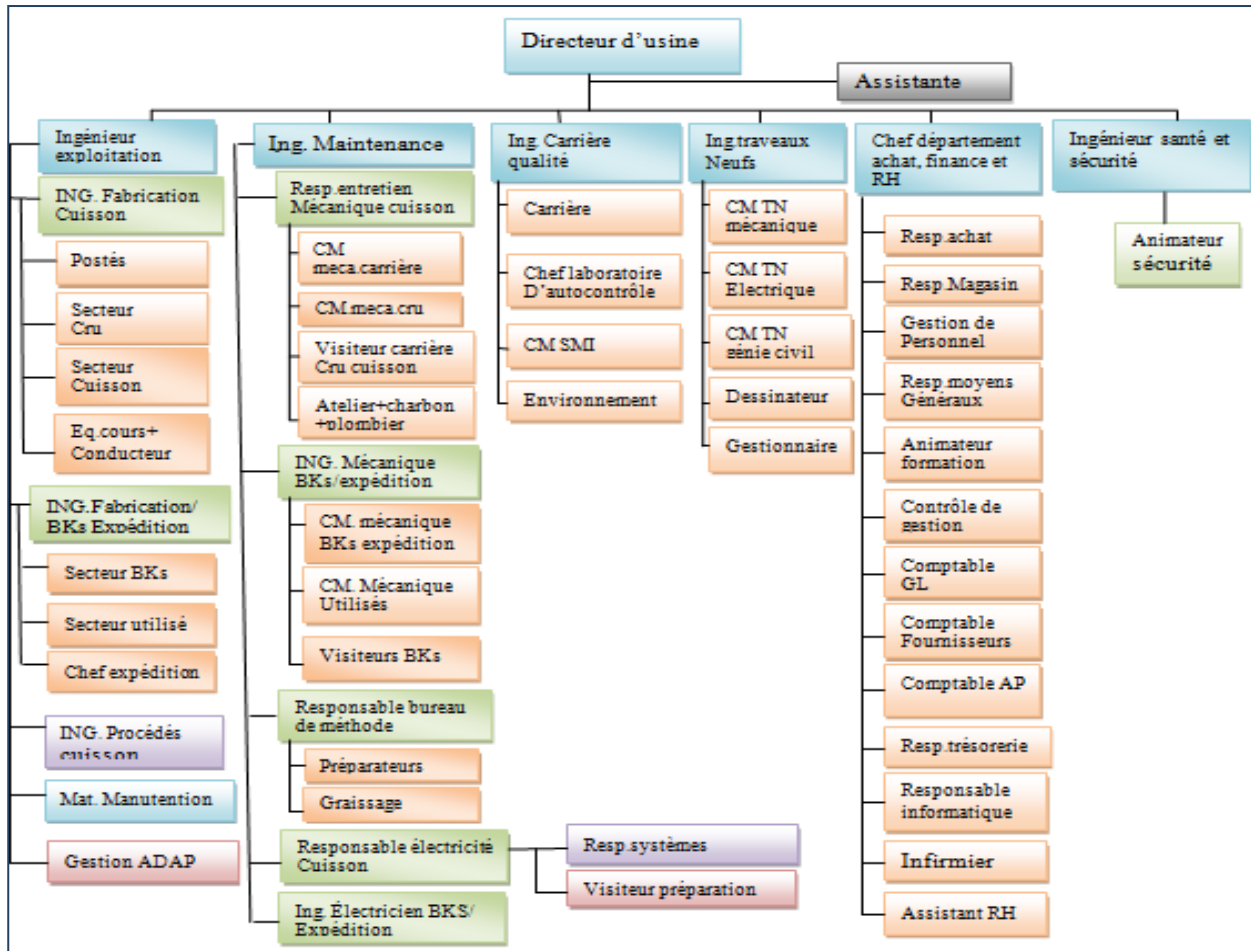 Directeur d'usine
Assistante
Ingénieur
exploitation
ING. Fabrication
Cuisson
Postés
Secteur
Cru
Secteur
Cuisson
Eq.cours+
Conducteur
ING.Fabrication/
BKs Expédition
Secteur BKs
Secteur utilisé
Chef expédition
ING. Procédés
cuisson
Mat. Manutention
Gestion ADAP
Ing. Maintenance
Resp.entretien
Mécanique cuisson
CM
meca.carrière
CM.meca.cru
Visiteur carrière
Cru cuisson
Atelier+charbon
+plombier
ING. Mécanique
BKs/expédition
CM. mécanique
BKs expédition
CM. Mécanique
Utilisés
Visiteurs BKs
Responsable bureau
de méthode
Préparateurs
Graissage
Responsable électricité
Cuisson
Resp.systèmes
Visiteur préparation
Ing. Électricien BKS/
Expédition
Ing. Carrière
qualité
Carrière
Chef laboratoire
D'autocontrôle
CM SMI
Environnement
Ing.travaux
Neufs
CM TN
mécanique
CM TN
Electrique
CM TN
génie civil
Dessinateur
Gestionnaire
Chef département
achat, finance et
RH
Resp.achat
Resp.Magasin
Gestion de
Personnel
Resp.moyens
Généraux
Animateur
formation
Contrôle de
gestion
Comptable
GL
Comptable
Fournisseurs
Comptable AP
Resp.trésorerie
Responsable
informatique
Infirmier
Assistant RH
Ingénieur santé et
sécurité
Animateur
sécurité